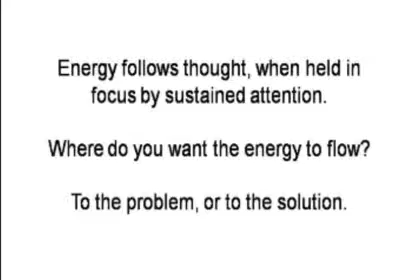 Energy follows thought, when held in
focus by sustained attention.
Where do you want the energy to flow?
To the problem, or to the solution.